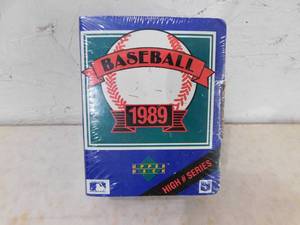 BASEBALL
1989
UPPER
DECK
HIGH # SERIES